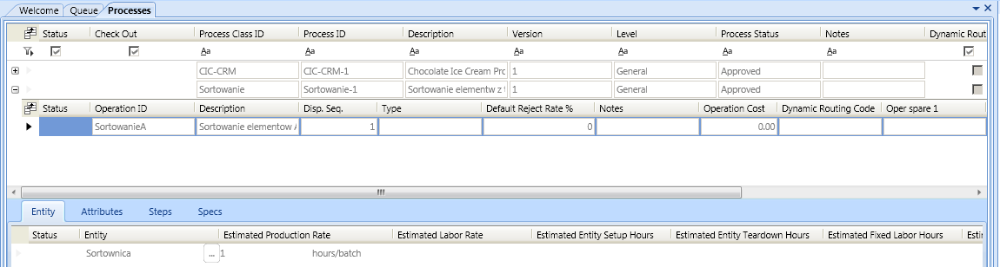 Welcome Queue Processes
Status Check Out Process Class ID Process ID Description Version Level Process Status Notes Dynamic Rout
Aa Aa Aa Aa Aa Aa Aa
CIC-CRM CIC-CRM-1 Chocolate Ice Cream Pro 1 General Approved
Sortowanie Sortowanie-1 Sortowanie elementw z t 1 General Approved
Status Operation ID Description Disp. Seq. Type Default Reject Rate % Notes Operation Cost Dynamic Routing Code Oper spare 1
SortowanieA Sortowanie elementow A 1 0 0.00
Entity Attributes Steps Specs
Status Entity Estimated Production Rate Estimated Labor Rate Estimated Entity Setup Hours Estimated Entity Teardown Hours Estimated Fixed Labor Hours Estin
Sortownica ... 1 hours/batch